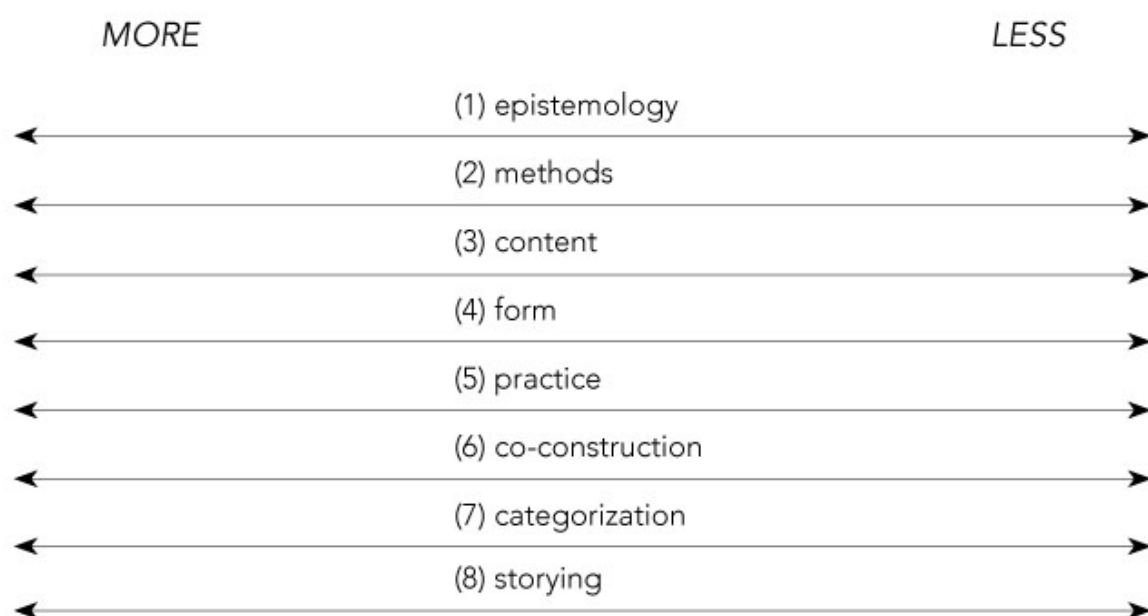 MORE LESS
(1) epistemology
(2) methods
(3) content
(4) form
(5) practice
(6) co-construction
(7) categorization
(8) storying